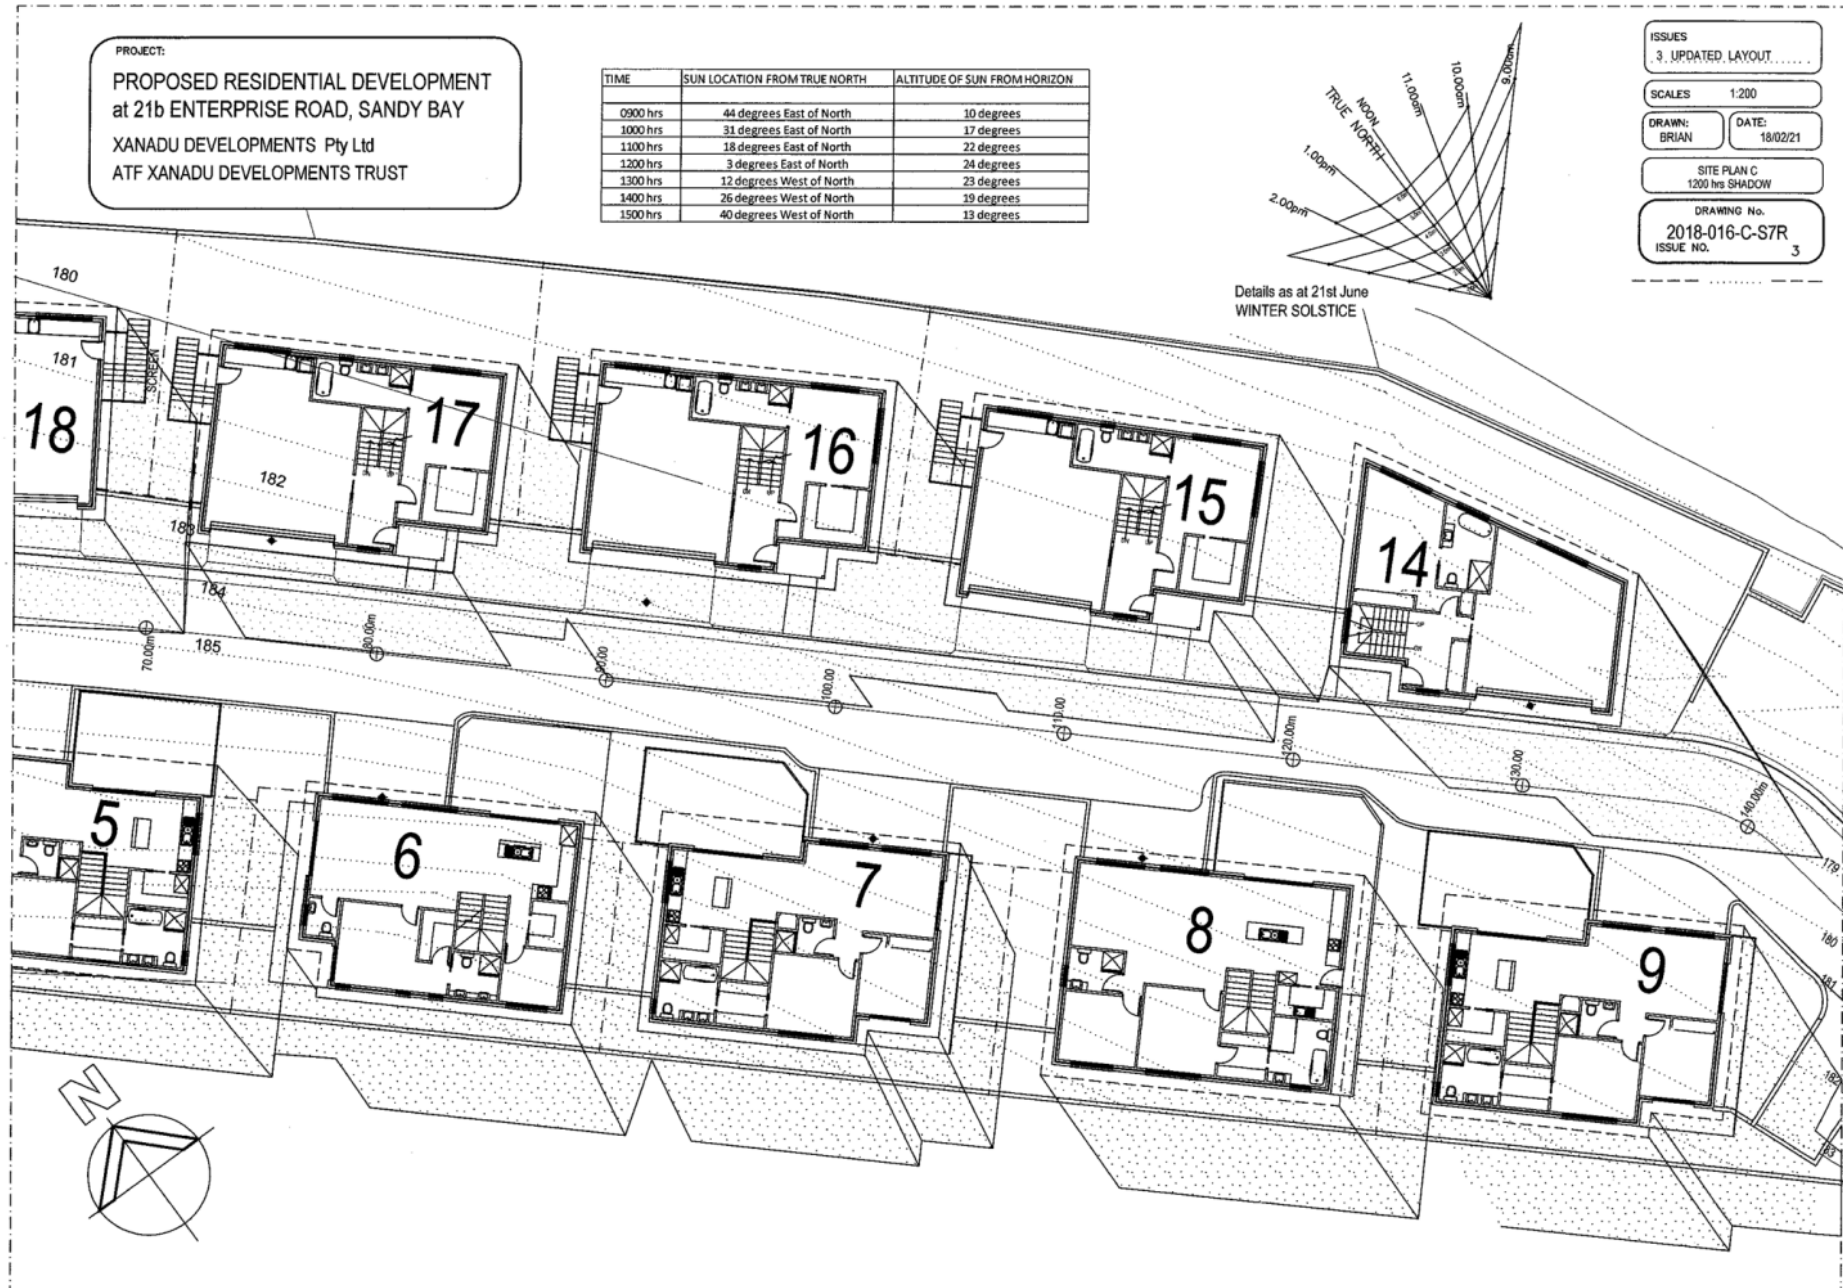 PROJECT:
PROPOSED RESIDENTIAL DEVELOPMENT
at 21b ENTERPRISE ROAD, SANDY BAY
XANADU DEVELOPMENTS Pty Ltd
ATF XANADU DEVELOPMENTS TRUST
TIME SUN LOCATION FROM TRUE NORTH ALTITUDE OF SUN FROM HORIZON
0900 hrs 44 degrees East of North 10 degrees
1000 hrs 31 degrees East of North 17 degrees
1100 hrs 18 degrees East of North 22 degrees
1200 hrs 3 degrees East of North 24 degrees
1300 hrs 12 degrees West of North 23 degrees
1400 hrs 26 degrees West of North 19 degrees
1500 hrs 40 degrees West of North 13 degrees
9.00am
10.00am
11.00am
NOON
TRUE NORTH
1.00pm
2.00pm
Details as at 21st June
WINTER SOLSTICE
ISSUES
3 UPDATED LAYOUT
SCALES 1:200
DRAWN:
BRIAN
DATE:
18/02/21
SITE PLAN C
1200 hrs SHADOW
DRAWING No.
2018-016-C-S7R
ISSUE NO. 3
180
181
SCREEN
18
17
16
15
14
182
183
184
185
70.00m
80.00m
90.00
100.00
110.00
120.00m
130.00
140.00m
5
6
7
8
9
179
180
181
182
183
N